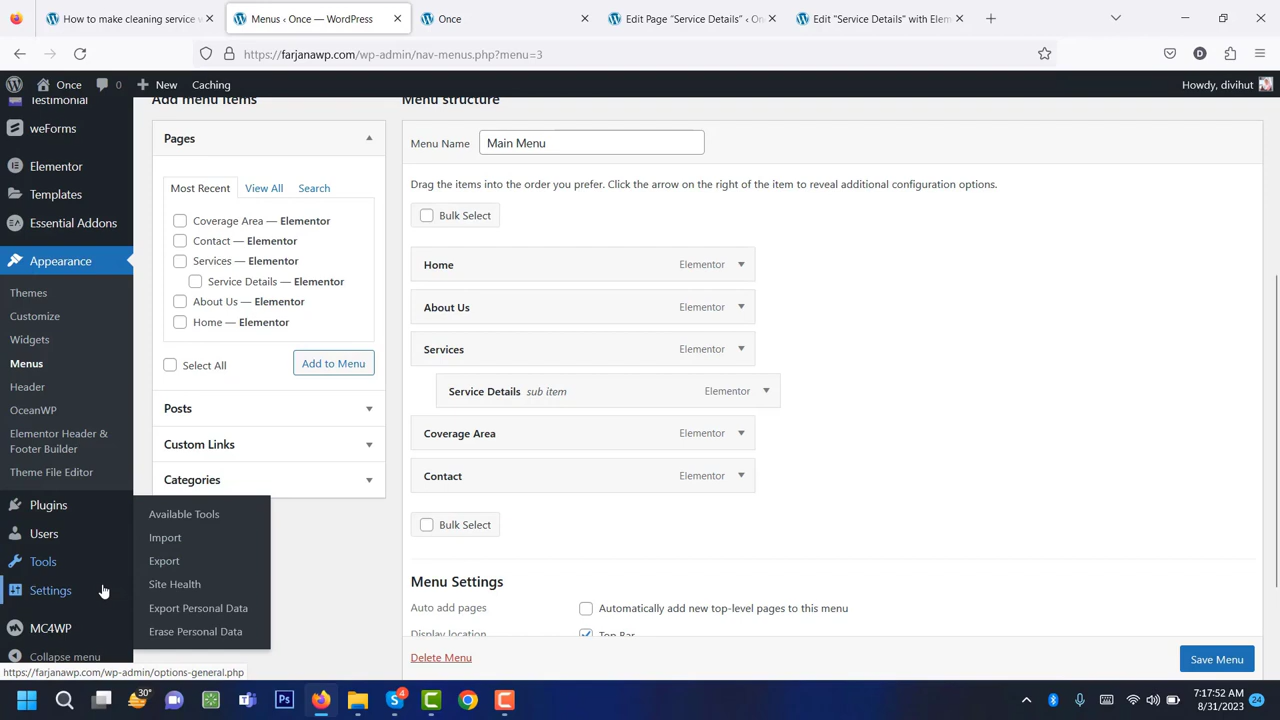 How to make cleaning service w
Menus ‹ Once — WordPress
Once
Edit Page “Service Details” ‹ On
Edit "Service Details" with Elem
https://farjanawp.com/wp-admin/nav-menus.php?menu=3
D
Once
0
New
Caching
Howdy, divihut
Testimonial
weForms
Elementor
Templates
Essential Addons
Appearance
Themes
Customize
Widgets
Menus
Header
OceanWP
Elementor Header &
Footer Builder
Theme File Editor
Plugins
Users
Tools
Settings
MC4WP
Collapse menu
Available Tools
Import
Export
Site Health
Export Personal Data
Erase Personal Data
https://farjanawp.com/wp-admin/options-general.php
Add menu items
Pages
Most Recent
View All
Search
Coverage Area — Elementor
Contact — Elementor
Services — Elementor
Service Details — Elementor
About Us — Elementor
Home — Elementor
Select All
Add to Menu
Posts
Custom Links
Categories
Menu structure
Menu Name
Main Menu
Drag the items into the order you prefer. Click the arrow on the right of the item to reveal additional configuration options.
Bulk Select
Home Elementor
About Us Elementor
Services Elementor
Service Details sub item Elementor
Coverage Area Elementor
Contact Elementor
Bulk Select
Menu Settings
Auto add pages
Automatically add new top-level pages to this menu
Display location
Top Bar
Delete Menu
Save Menu
30°
Ps
4
7:17:52 AM
8/31/2023
24